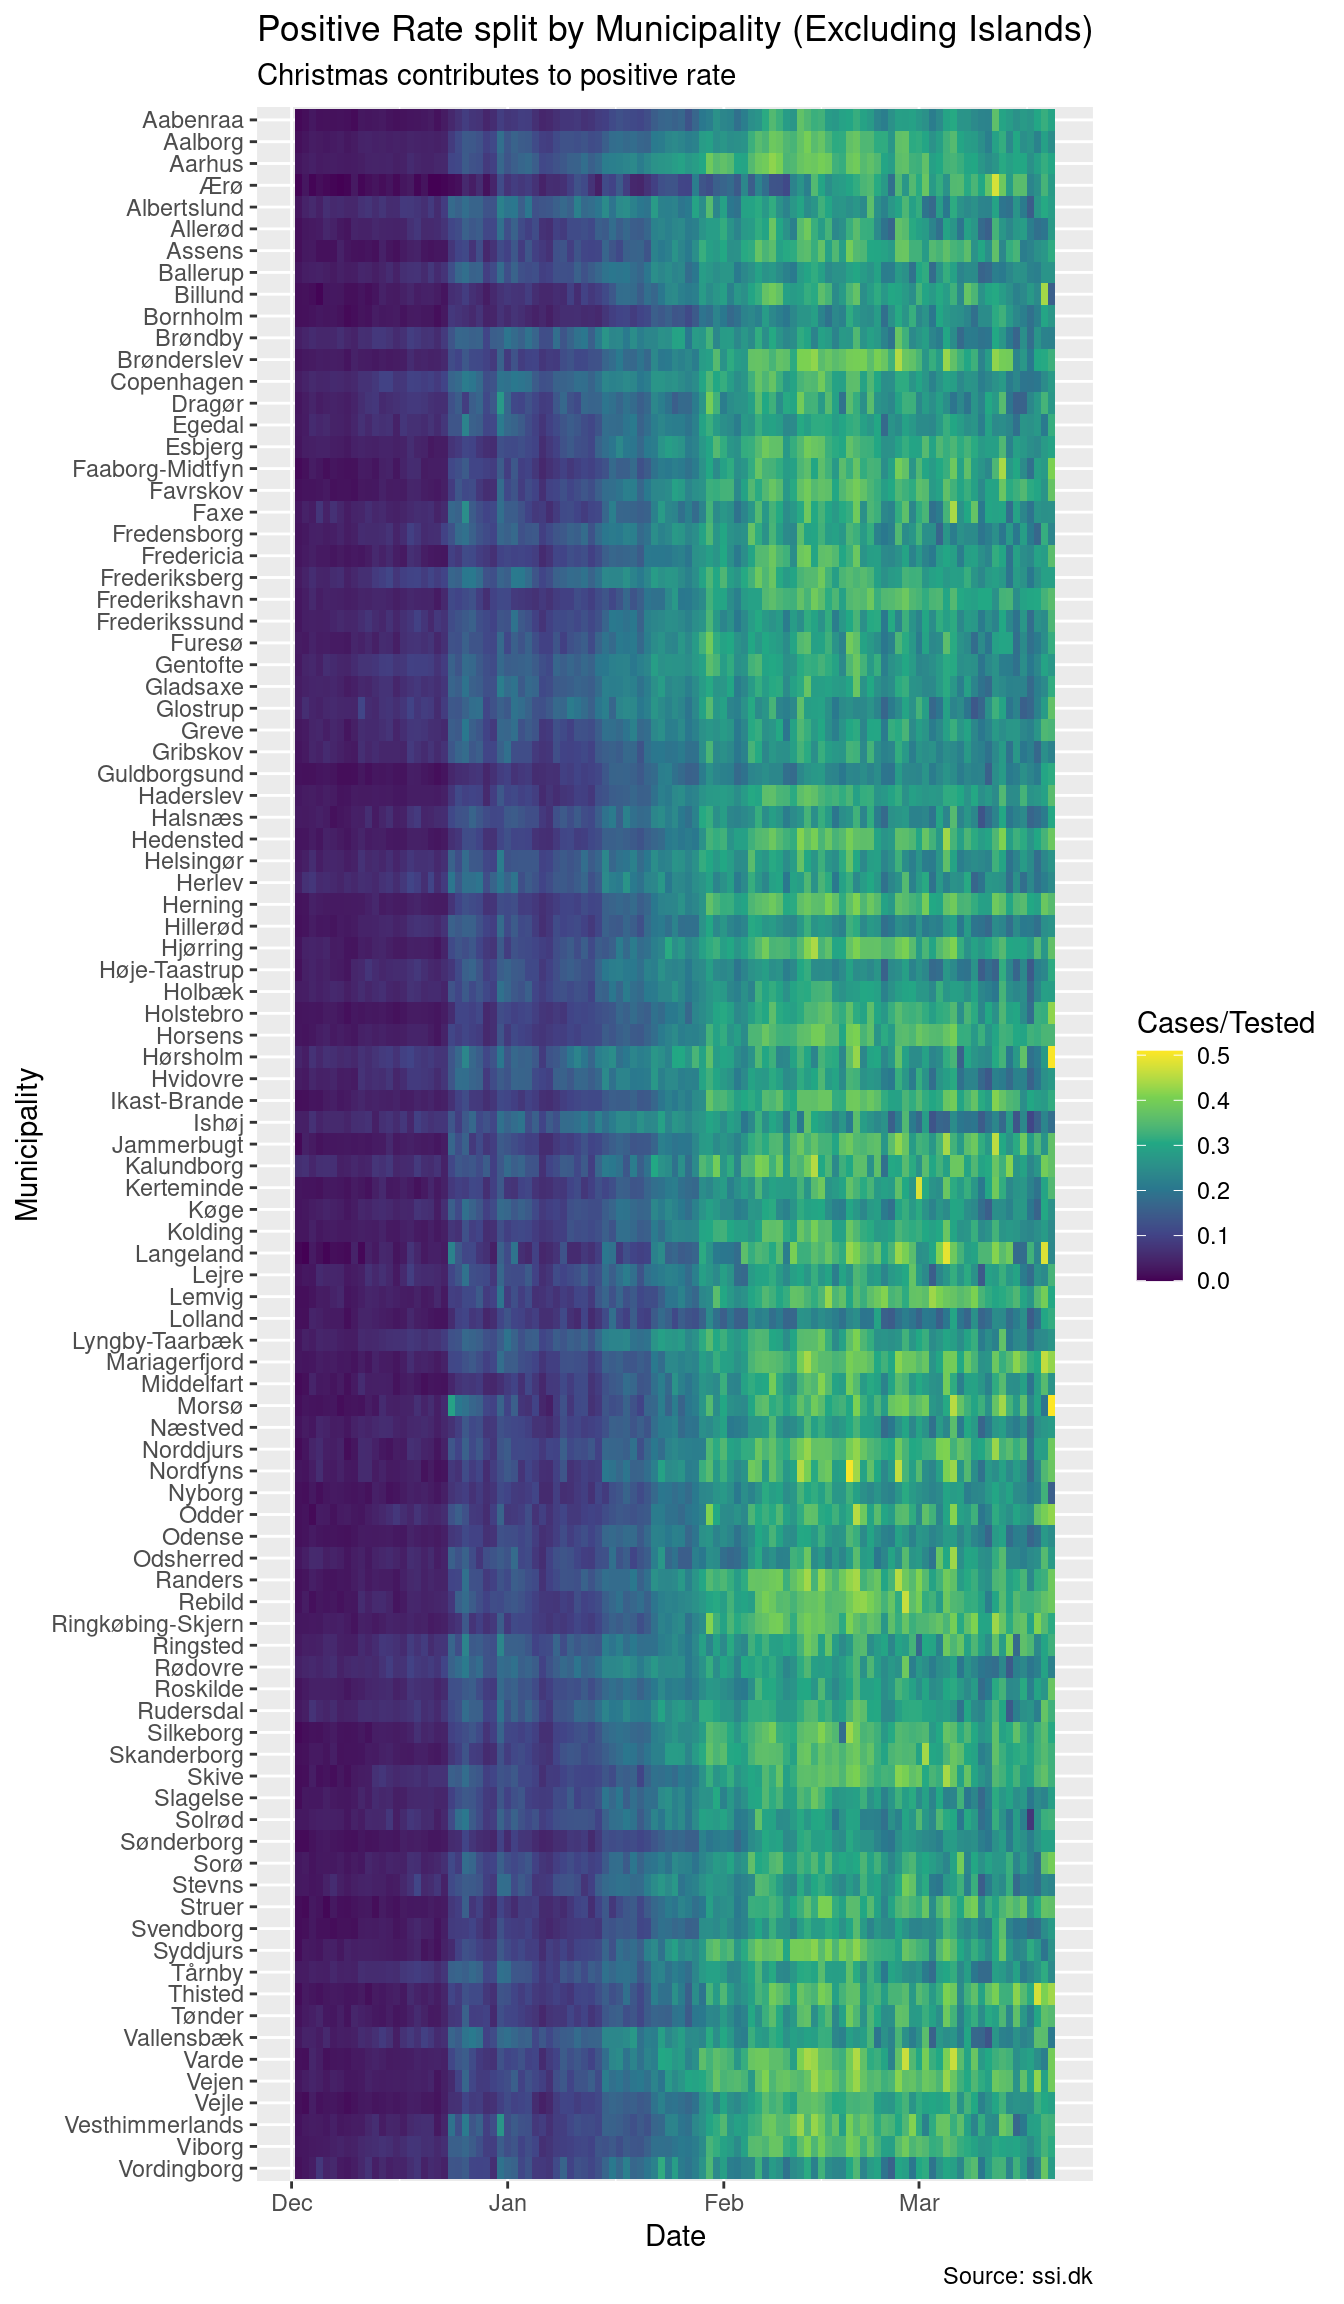 Positive Rate split by Municipality (Excluding Islands)
Christmas contributes to positive rate
Municipality
Aabenraa
Aalborg
Aarhus
Ærø
Albertslund
Allerød
Assens
Ballerup
Billund
Bornholm
Brøndby
Brønderslev
Copenhagen
Dragør
Egedal
Esbjerg
Faaborg-Midtfyn
Favrskov
Faxe
Fredensborg
Fredericia
Frederiksberg
Frederikshavn
Frederikssund
Furesø
Gentofte
Gladsaxe
Glostrup
Greve
Gribskov
Guldborgsund
Haderslev
Halsnæs
Hedensted
Helsingør
Herlev
Herning
Hillerød
Hjørring
Høje-Taastrup
Holbæk
Holstebro
Horsens
Hørsholm
Hvidovre
Ikast-Brande
Ishøj
Jammerbugt
Kalundborg
Kerteminde
Køge
Kolding
Langeland
Lejre
Lemvig
Lolland
Lyngby-Taarbæk
Mariagerfjord
Middelfart
Morsø
Næstved
Norddjurs
Nordfyns
Nyborg
Odder
Odense
Odsherred
Randers
Rebild
Ringkøbing-Skjern
Ringsted
Rødovre
Roskilde
Rudersdal
Silkeborg
Skanderborg
Skive
Slagelse
Solrød
Sønderborg
Sorø
Stevns
Struer
Svendborg
Syddjurs
Tårnby
Thisted
Tønder
Vallensbæk
Varde
Vejen
Vejle
Vesthimmerlands
Viborg
Vordingborg
Dec Jan Feb Mar
Date
Cases/Tested
0.5
0.4
0.3
0.2
0.1
0.0
Source: ssi.dk